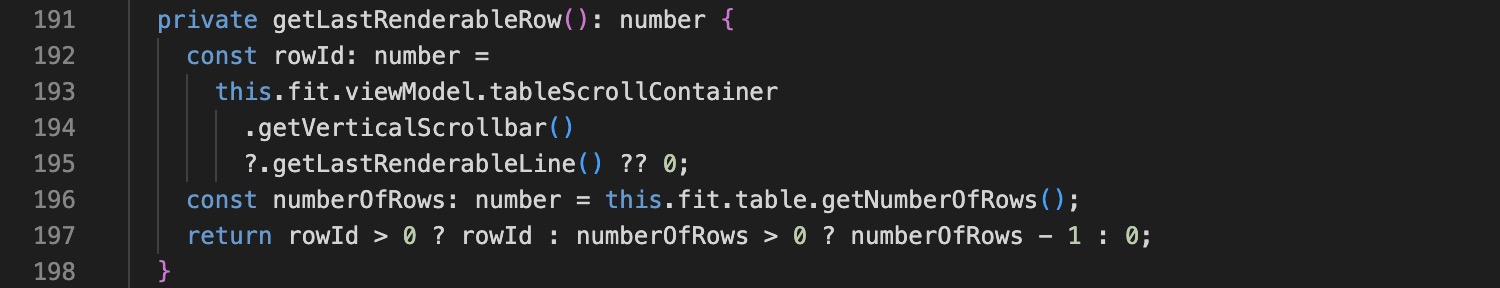 191 private getLastRenderableRow(): number {
192 const rowId: number =
193 this.fit.viewModel.tableScrollContainer
194 .getVerticalScrollbar()
195 ?.getLastRenderableLine() ?? 0;
196 const numberOfRows: number = this.fit.table.getNumberOfRows();
197 return rowId > 0 ? rowId : numberOfRows > 0 ? numberOfRows - 1 : 0;
198 }